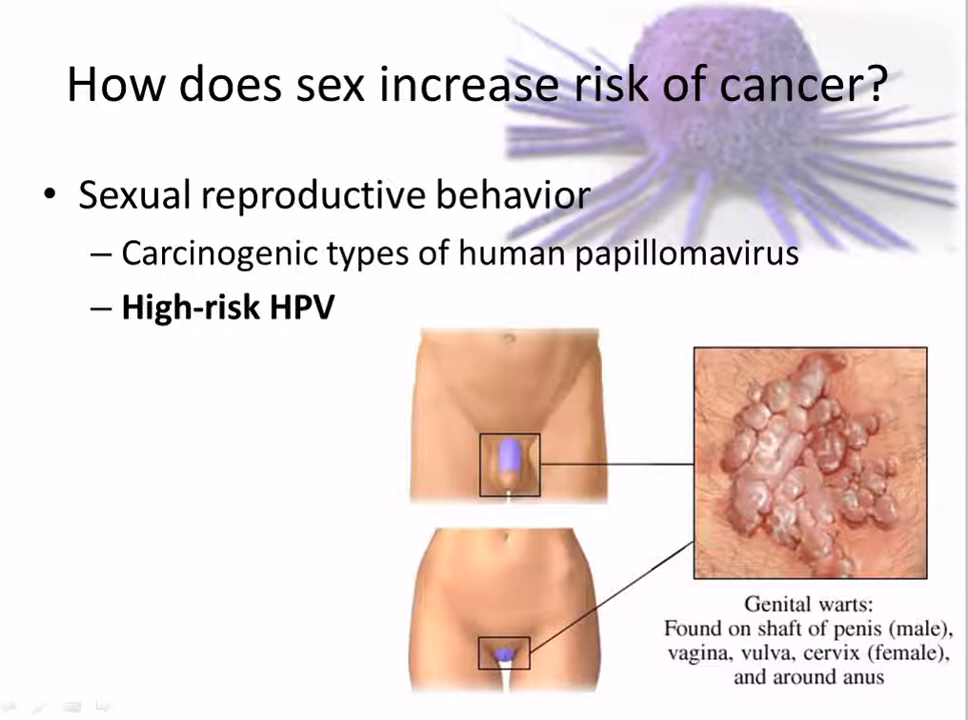 How does sex increase risk of cancer?
• Sexual reproductive behavior
– Carcinogenic types of human papillomavirus
– High-risk HPV
Genital warts:
Found on shaft of penis (male),
vagina, vulva, cervix (female),
and around anus